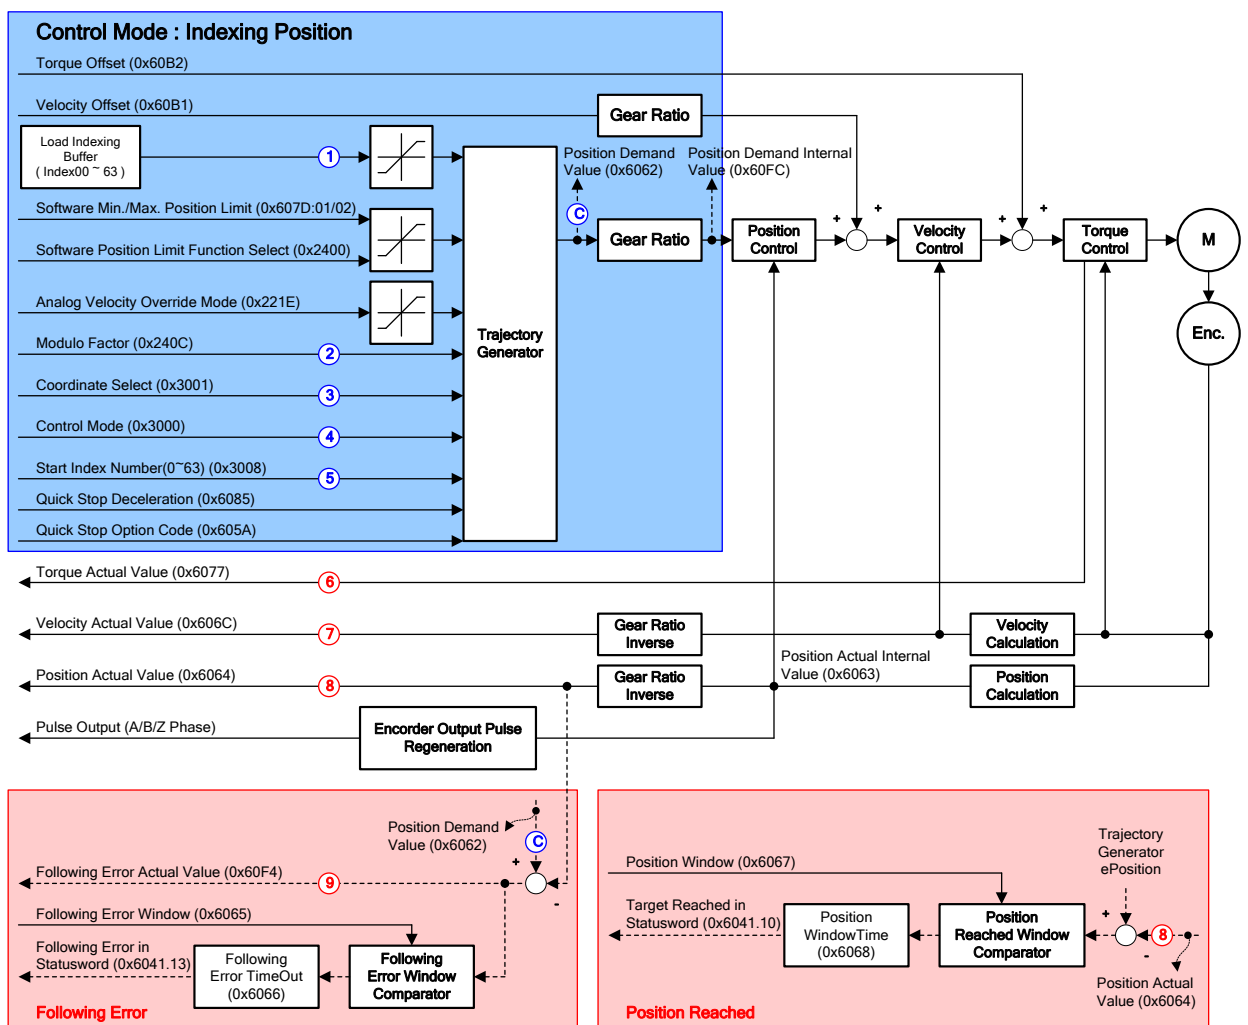 Control Mode : Indexing Position
Torque Offset (0x60B2)
Velocity Offset (0x60B1)
Gear Ratio
Load Indexing
Buffer
( Index00 ~ 63 )
1
Position Demand
Value (0x6062)
Position Demand Internal
Value (0x60FC)
Software Min./Max. Position Limit (0x607D:01/02)
C
+
+
+
+
Software Position Limit Function Select (0x2400)
Gear Ratio
Position
Control
Velocity
Control
Torque
Control
M
Analog Velocity Override Mode (0x221E)
Trajectory
Generator
Enc.
Modulo Factor (0x240C)
2
Coordinate Select (0x3001)
3
Control Mode (0x3000)
4
Start Index Number(0~63) (0x3008)
5
Quick Stop Deceleration (0x6085)
Quick Stop Option Code (0x605A)
Torque Actual Value (0x6077)
6
Velocity Actual Value (0x606C)
7
Gear Ratio
Inverse
Velocity
Calculation
Position Actual Value (0x6064)
8
Gear Ratio
Inverse
Position Actual Internal
Value (0x6063)
Position
Calculation
Pulse Output (A/B/Z Phase)
Encorder Output Pulse
Regeneration
Position Demand
Value (0x6062)
C
+
-
Following Error Actual Value (0x60F4)
9
Following Error Window (0x6065)
Following Error in
Statusword (0x6041.13)
Following
Error TimeOut
(0x6066)
Following
Error Window
Comparator
Following Error
Trajectory
Generator
ePosition
Position Window (0x6067)
Target Reached in
Statusword (0x6041.10)
Position
WindowTime
(0x6068)
Position
Reached Window
Comparator
+
-
8
Position Actual
Value (0x6064)
Position Reached